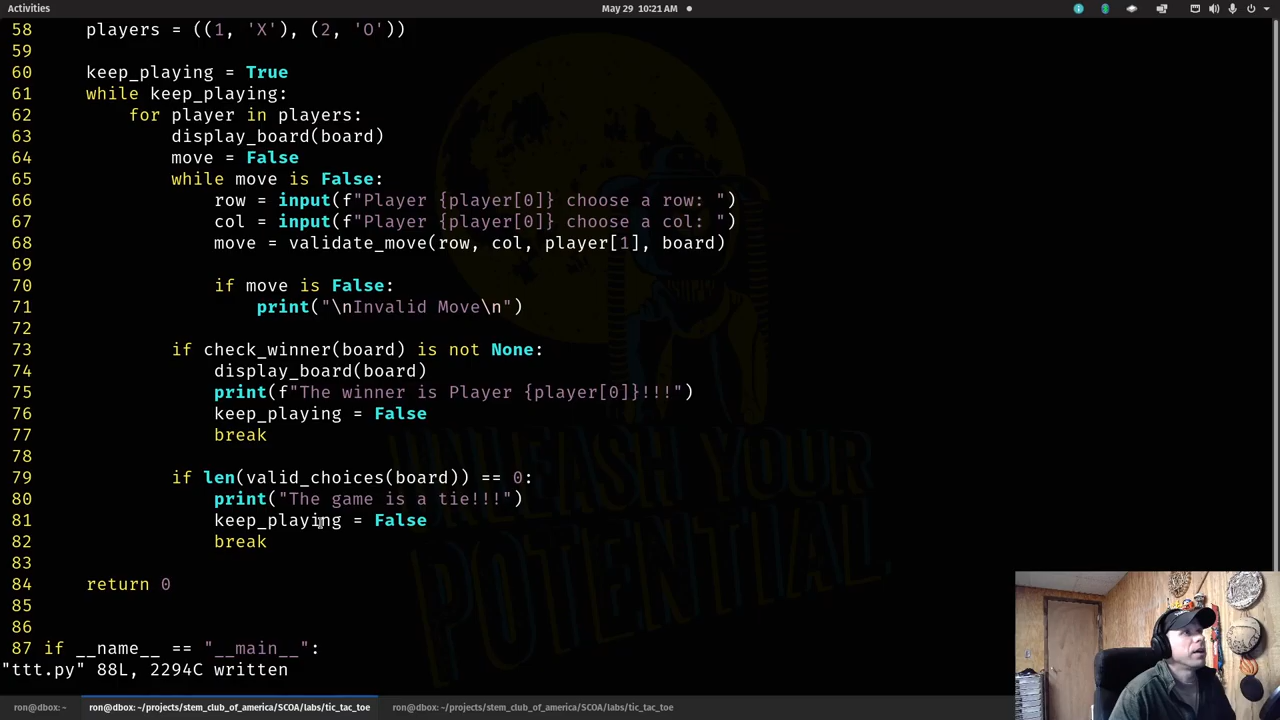 Activities
May 29 10:21 AM
58 players = ((1, 'X'), (2, 'O'))
59
60 keep_playing = True
61 while keep_playing:
62 for player in players:
63 display_board(board)
64 move = False
65 while move is False:
66 row = input(f"Player {player[0]} choose a row: ")
67 col = input(f"Player {player[0]} choose a col: ")
68 move = validate_move(row, col, player[1], board)
69
70 if move is False:
71 print("\nInvalid Move\n")
72
73 if check_winner(board) is not None:
74 display_board(board)
75 print(f"The winner is Player {player[0]}!!!")
76 keep_playing = False
77 break
78
79 if len(valid_choices(board)) == 0:
80 print("The game is a tie!!!")
81 keep_playing = False
82 break
83
84 return 0
85
86
87 if __name__ == "__main__":
"ttt.py" 88L, 2294C written
ron@dbox: ~
ron@dbox: ~/projects/stem_club_of_america/SCOA/labs/tic_tac_toe
ron@dbox: ~/projects/stem_club_of_america/SCOA/labs/tic_tac_toe
UNLEASH YOUR
POTENTIAL